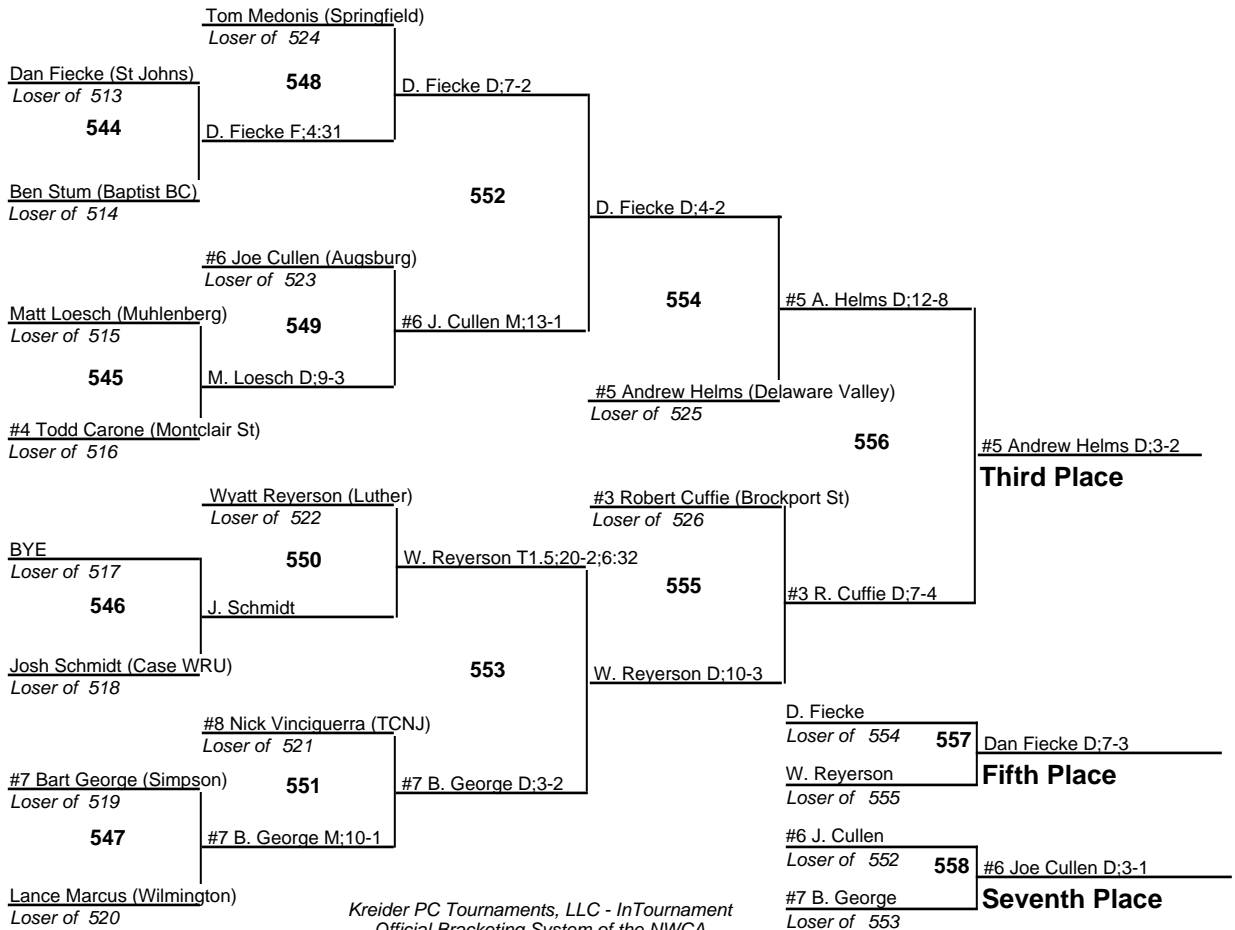 Tom Medonis (Springfield)
Loser of 524
Dan Fiecke (St Johns)
Loser of 513
548
D. Fiecke D;7-2
544
D. Fiecke F;4:31
Ben Stum (Baptist BC)
Loser of 514
552
D. Fiecke D;4-2
#6 Joe Cullen (Augsburg)
Loser of 523
Matt Loesch (Muhlenberg)
Loser of 515
549
#6 J. Cullen M;13-1
554
#5 A. Helms D;12-8
545
M. Loesch D;9-3
#5 Andrew Helms (Delaware Valley)
Loser of 525
#4 Todd Carone (Montclair St)
Loser of 516
556
#5 Andrew Helms D;3-2
Third Place
Wyatt Reyerson (Luther)
Loser of 522
#3 Robert Cuffie (Brockport St)
Loser of 526
BYE
Loser of 517
550
W. Reyerson T1.5;20-2;6:32
555
546
J. Schmidt
#3 R. Cuffie D;7-4
Josh Schmidt (Case WRU)
Loser of 518
553
W. Reyerson D;10-3
#8 Nick Vinciguerra (TCNJ)
Loser of 521
D. Fiecke
Loser of 554
557
Dan Fiecke D;7-3
Fifth Place
#7 Bart George (Simpson)
Loser of 519
551
#7 B. George D;3-2
W. Reyerson
Loser of 555
547
#7 B. George M;10-1
#6 J. Cullen
Loser of 552
558
#6 Joe Cullen D;3-1
Seventh Place
Lance Marcus (Wilmington)
Loser of 520
#7 B. George
Loser of 553
Kreider PC Tournaments, LLC - InTournament
Official Bracketing System of the NWCA